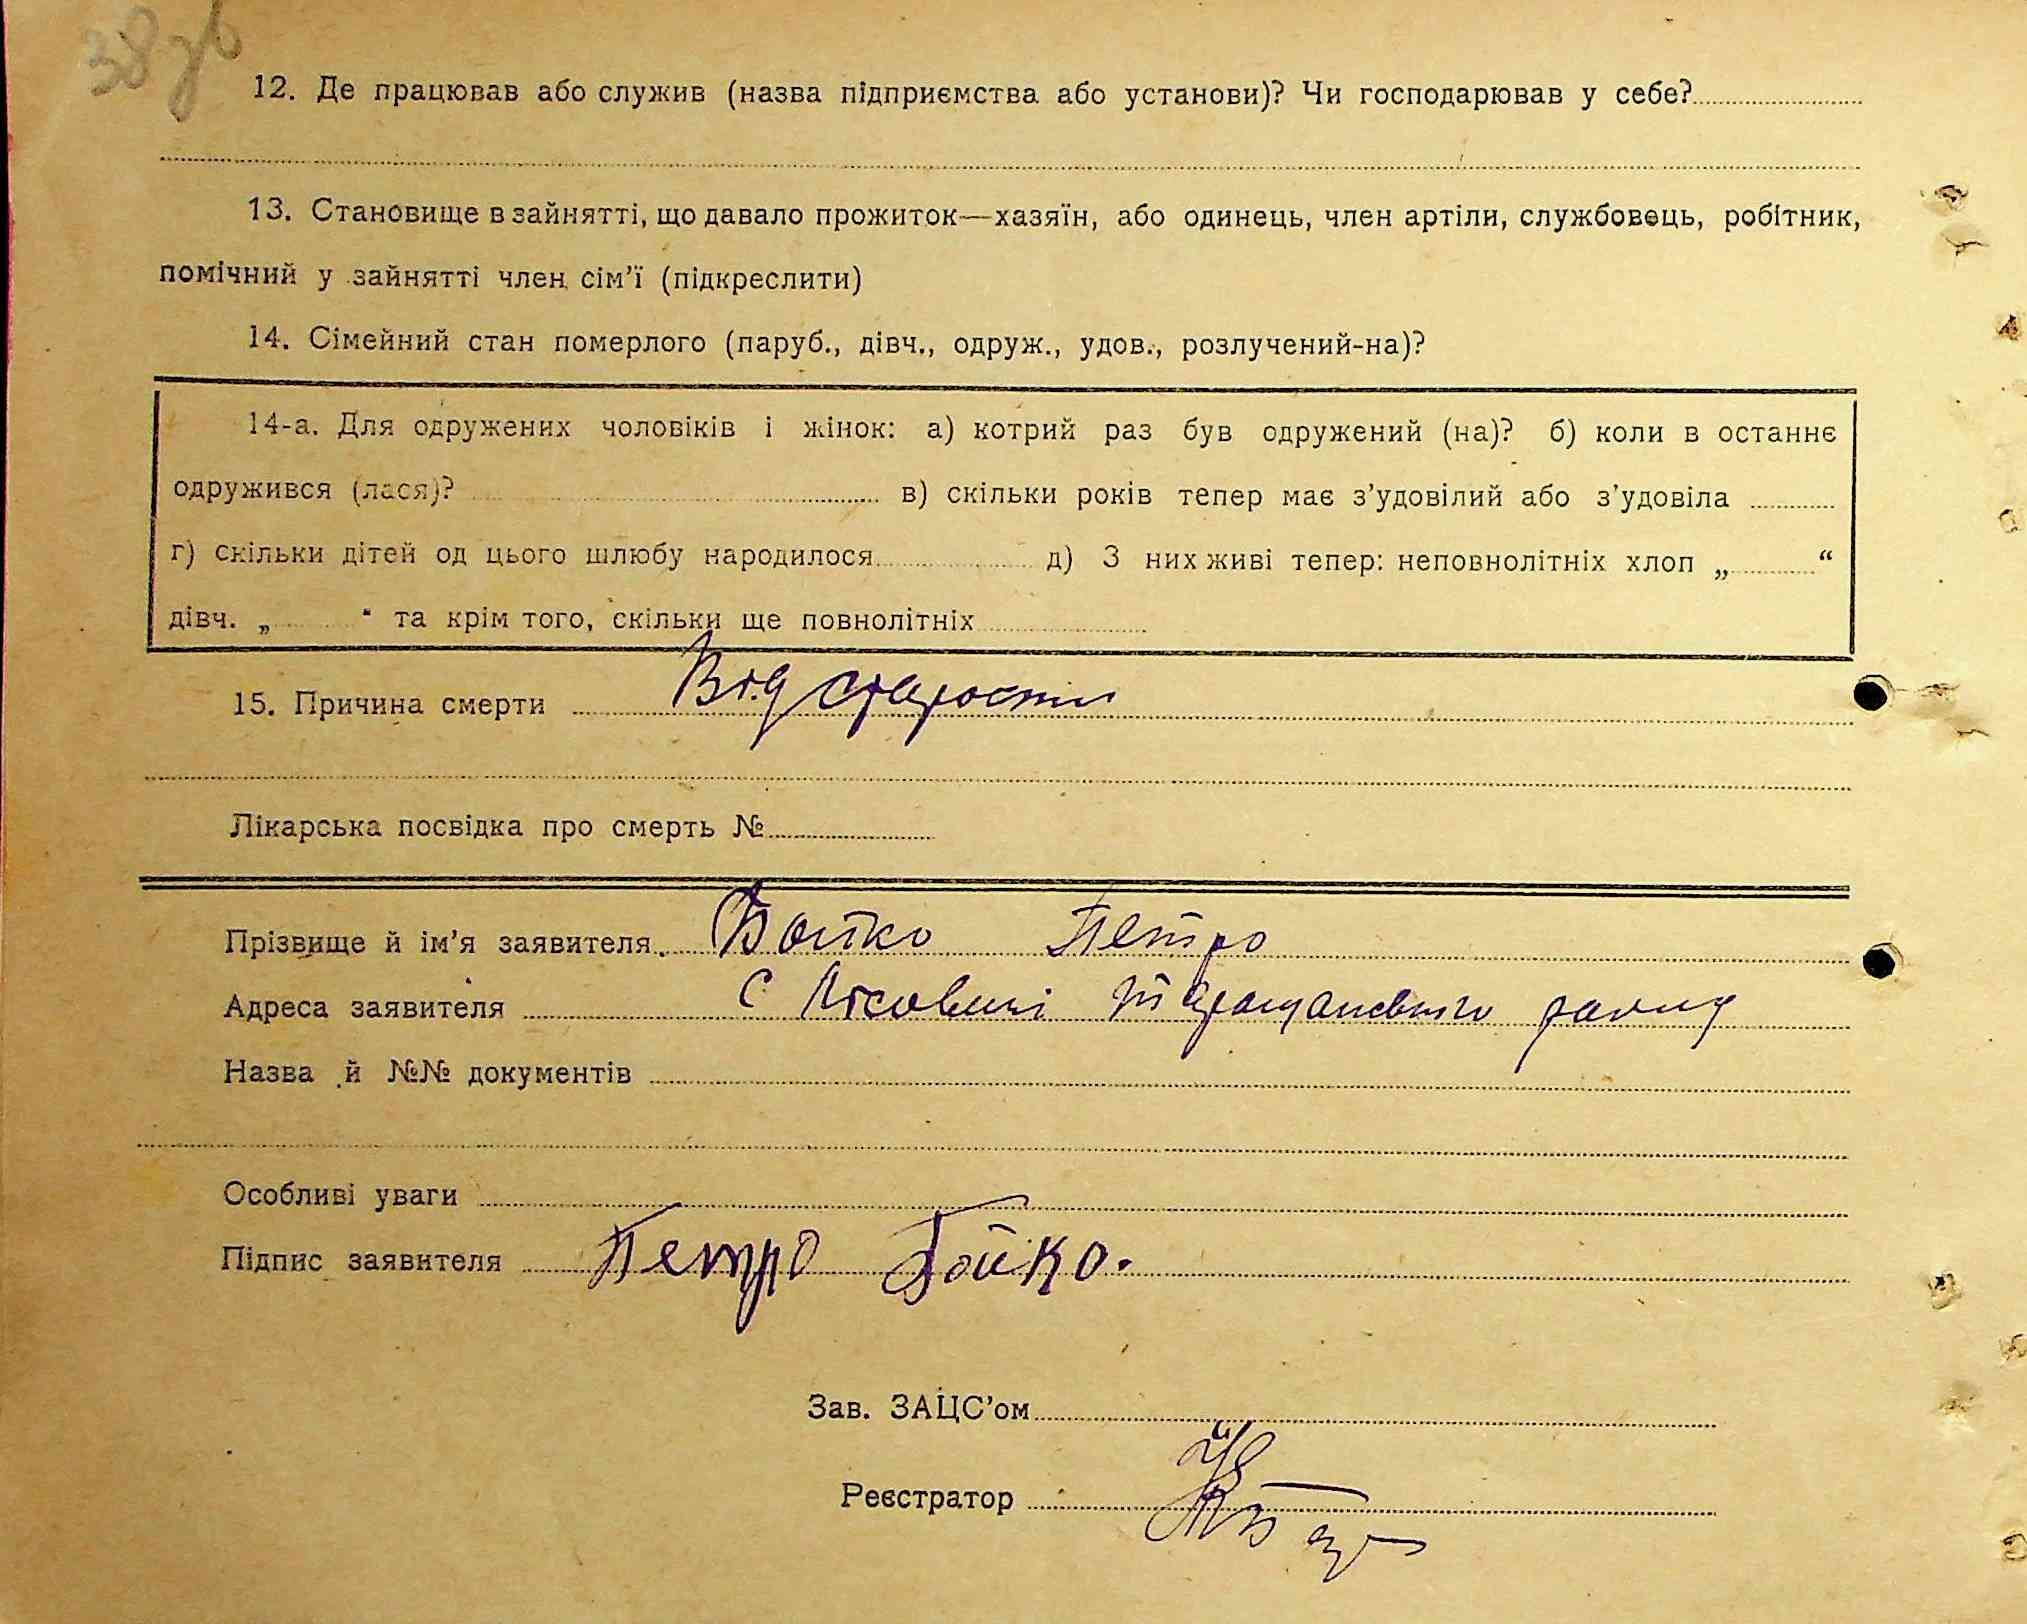 38 зв
12. Де працював або служив (назва підприємства або установи)? Чи господарював у себе?
13. Становище в зайнятті, що давало прожиток—хазяїн, або одинець, член артіли, службовець, робітник,
помічний у зайнятті член сім’ї (підкреслити)
14. Сімейний стан померлого (паруб., дівч., одруж., удов., розлучений-на)?
14-а. Для одружених чоловіків і жінок: а) котрий раз був одружений (на)? б) коли в останнє
одружився (лася)? в) скільки років тепер має з’удовілий або з’удовіла
г) скільки дітей од цього шлюбу народилося д) З них живі тепер: неповнолітніх хлоп „ “
дівч. „ “ та крім того, скільки ще повнолітніх
15. Причина смерти Від старости
Лікарська посвідка про смерть №
Прізвище й ім’я заявителя Бойко Петро
Адреса заявителя с Лісовичі Таращанського району
Назва й №№ документів
Особливі уваги
Підпис заявителя Петро Бойко.
Зав. ЗАЦС’ом
Реєстратор